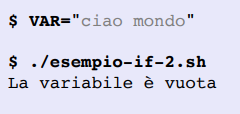 $ VAR="ciao mondo"
$ ./esempio-if-2.sh
La variabile è vuota